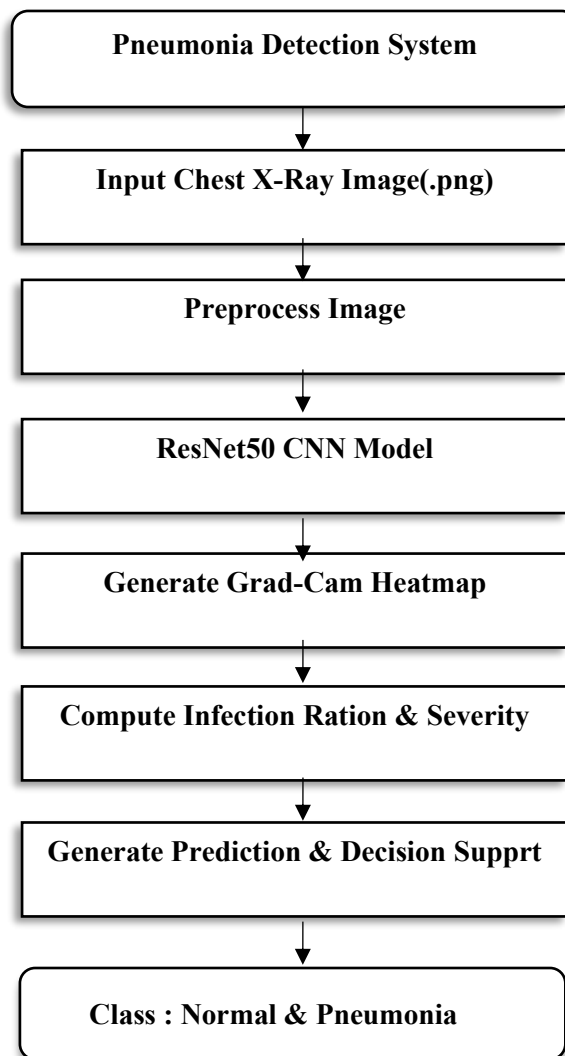 Pneumonia Detection System
Input Chest X-Ray Image(.png)
Preprocess Image
ResNet50 CNN Model
Generate Grad-Cam Heatmap
Compute Infection Ration & Severity
Generate Prediction & Decision Supprt
Class : Normal & Pneumonia